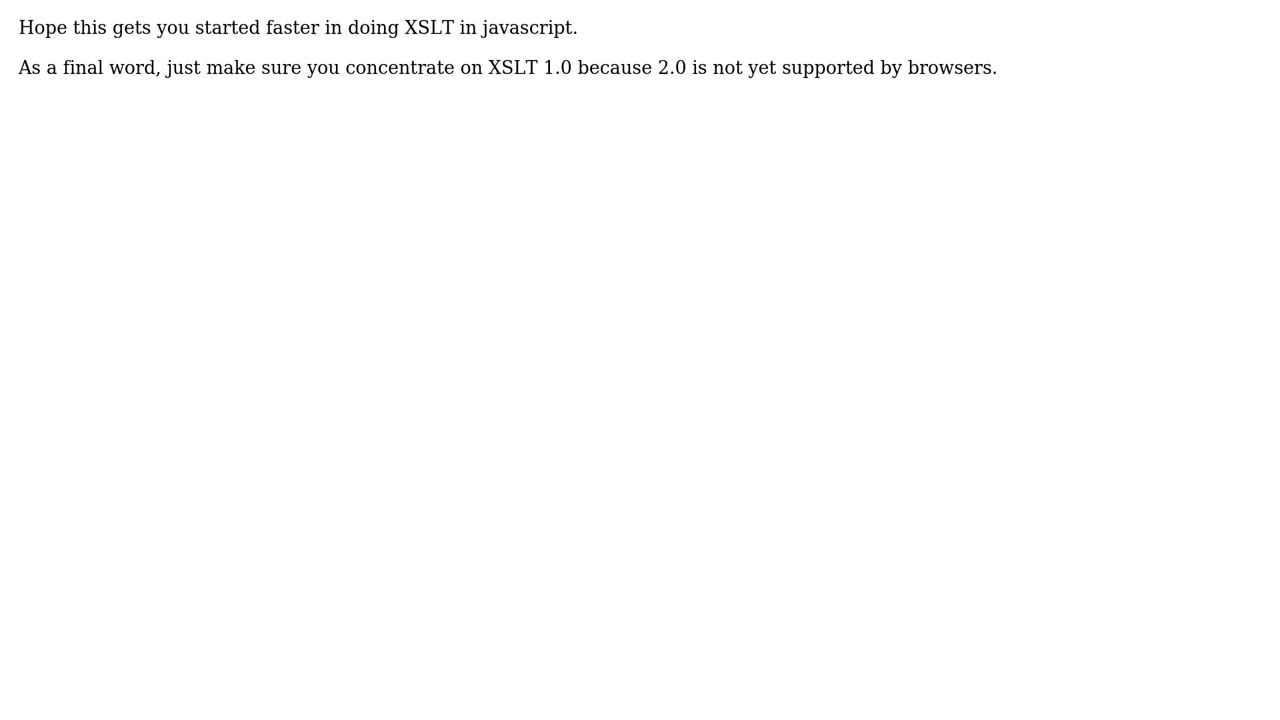 Hope this gets you started faster in doing XSLT in javascript.
As a final word, just make sure you concentrate on XSLT 1.0 because 2.0 is not yet supported by browsers.